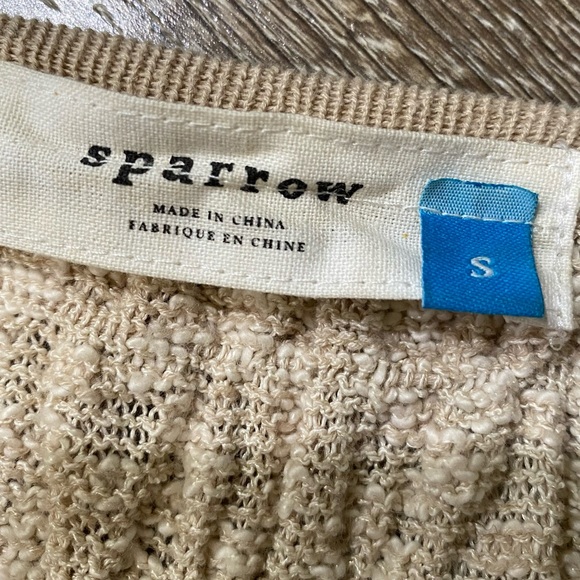 sparrow
MADE IN CHINA
FABRIQUE EN CHINE
S